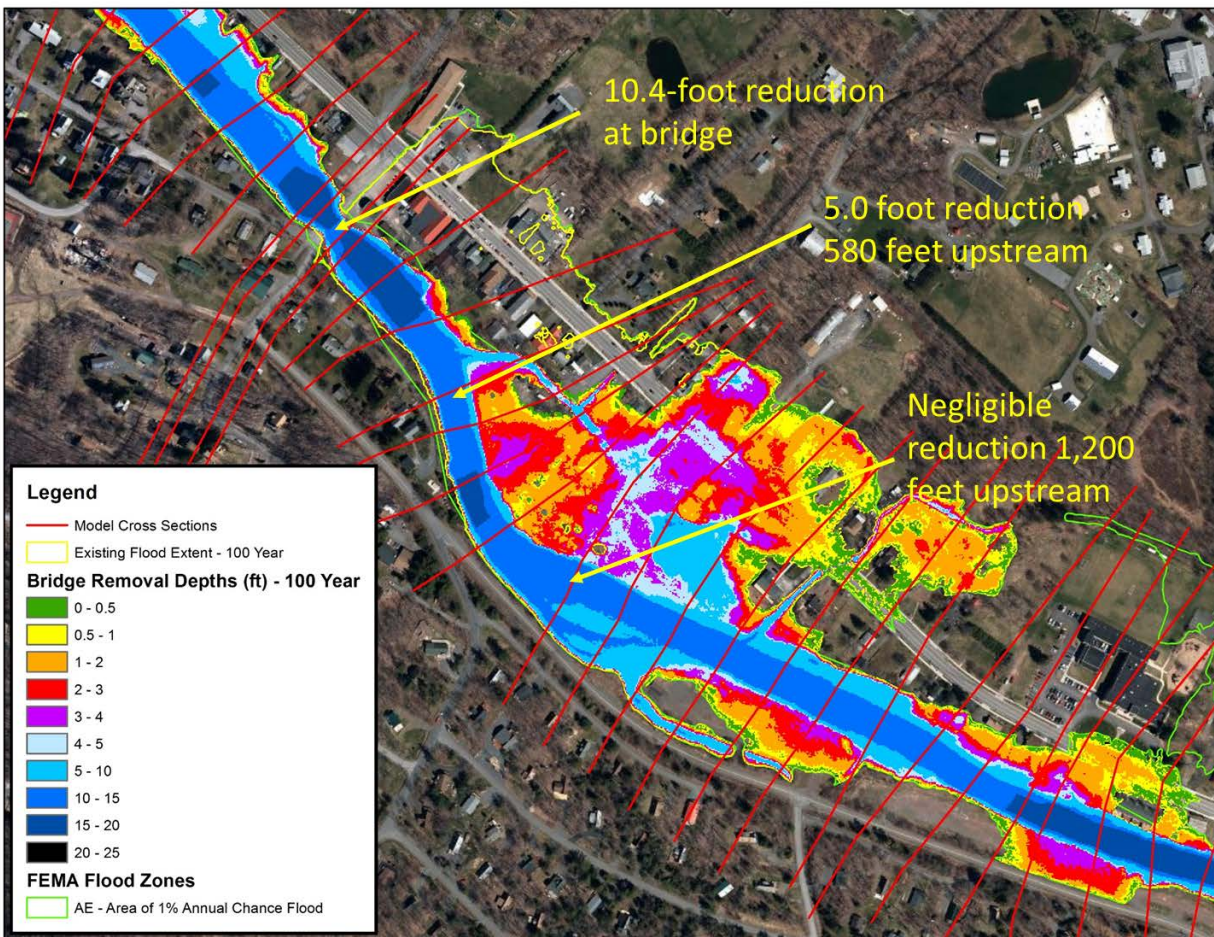 10.4-foot reduction
at bridge
5.0 foot reduction
580 feet upstream
Negligible
reduction 1,200
feet upstream
Legend
Model Cross Sections
Existing Flood Extent - 100 Year
Bridge Removal Depths (ft) - 100 Year
0 - 0.5
0.5 - 1
1 - 2
2 - 3
3 - 4
4 - 5
5 - 10
10 - 15
15 - 20
20 - 25
FEMA Flood Zones
AE - Area of 1% Annual Chance Flood